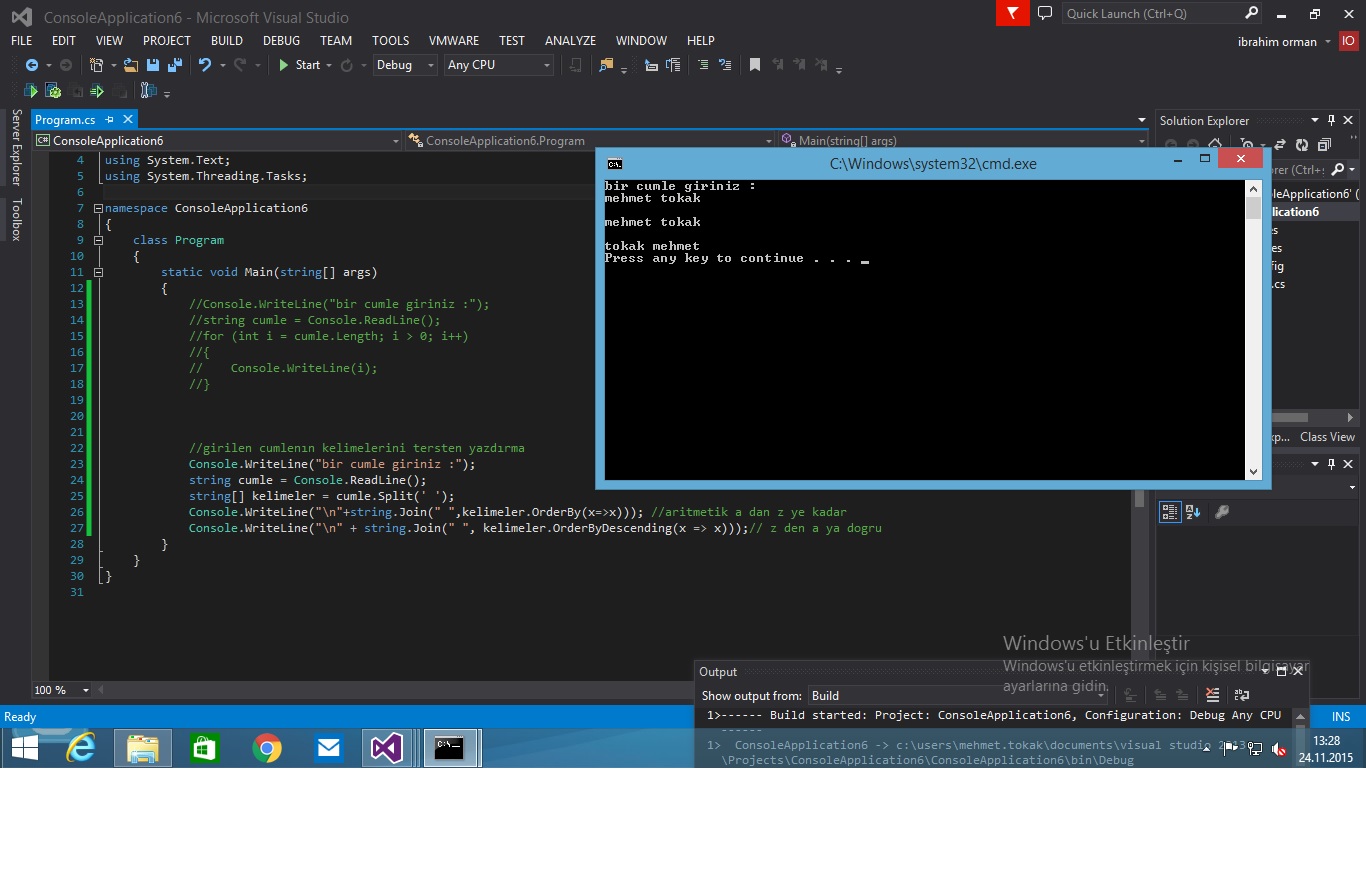 ConsoleApplication6 - Microsoft Visual Studio
Quick Launch (Ctrl+Q)
FILE EDIT VIEW PROJECT BUILD DEBUG TEAM TOOLS VMWARE TEST ANALYZE WINDOW HELP
ibrahim orman IO
Start Debug Any CPU
Server Explorer
Toolbox
Program.cs
C# ConsoleApplication6 ConsoleApplication6.Program Main(string[] args)
4 using System.Text;
5 using System.Threading.Tasks;
6
7 namespace ConsoleApplication6
8 {
9 class Program
10 {
11 static void Main(string[] args)
12 {
13 //Console.WriteLine("bir cumle giriniz :");
14 //string cumle = Console.ReadLine();
15 //for (int i = cumle.Length; i > 0; i++)
16 //{
17 // Console.WriteLine(i);
18 //}
19
20
21
22 //girilen cumlenın kelimelerini tersten yazdırma
23 Console.WriteLine("bir cumle giriniz :");
24 string cumle = Console.ReadLine();
25 string[] kelimeler = cumle.Split(' ');
26 Console.WriteLine("\n"+string.Join(" ",kelimeler.OrderBy(x=>x))); //aritmetik a dan z ye kadar
27 Console.WriteLine("\n" + string.Join(" ", kelimeler.OrderByDescending(x => x)));// z den a ya dogru
28 }
29 }
30 }
31
100 %
C:\Windows\system32\cmd.exe
bir cumle giriniz :
mehmet tokak
mehmet tokak
tokak mehmet
Press any key to continue . . . _
Solution Explorer
rer (Ctrl+;
leApplication6' (
lication6
es
es
fig
.cs
xp... Class View
Windows'u Etkinleştir
Windows'u etkinleştirmek için kişisel bilgisayar
ayarlarına gidin.
Output
Show output from: Build
1>------ Build started: Project: ConsoleApplication6, Configuration: Debug Any CPU
------
1> ConsoleApplication6 -> c:\users\mehmet.tokak\documents\visual studio 2013
\Projects\ConsoleApplication6\ConsoleApplication6\bin\Debug
Ready
INS
13:28
24.11.2015